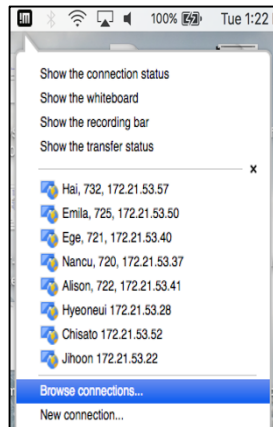 100% Tue 1:22
Show the connection status
Show the whiteboard
Show the recording bar
Show the transfer status
x
Hai, 732, 172.21.53.57
Emila, 725, 172.21.53.50
Ege, 721, 172.21.53.40
Nancu, 720, 172.21.53.37
Alison, 722, 172.21.53.41
Hyeoneui 172.21.53.28
Chisato 172.21.53.52
Jihoon 172.21.53.22
Browse connections...
New connection...